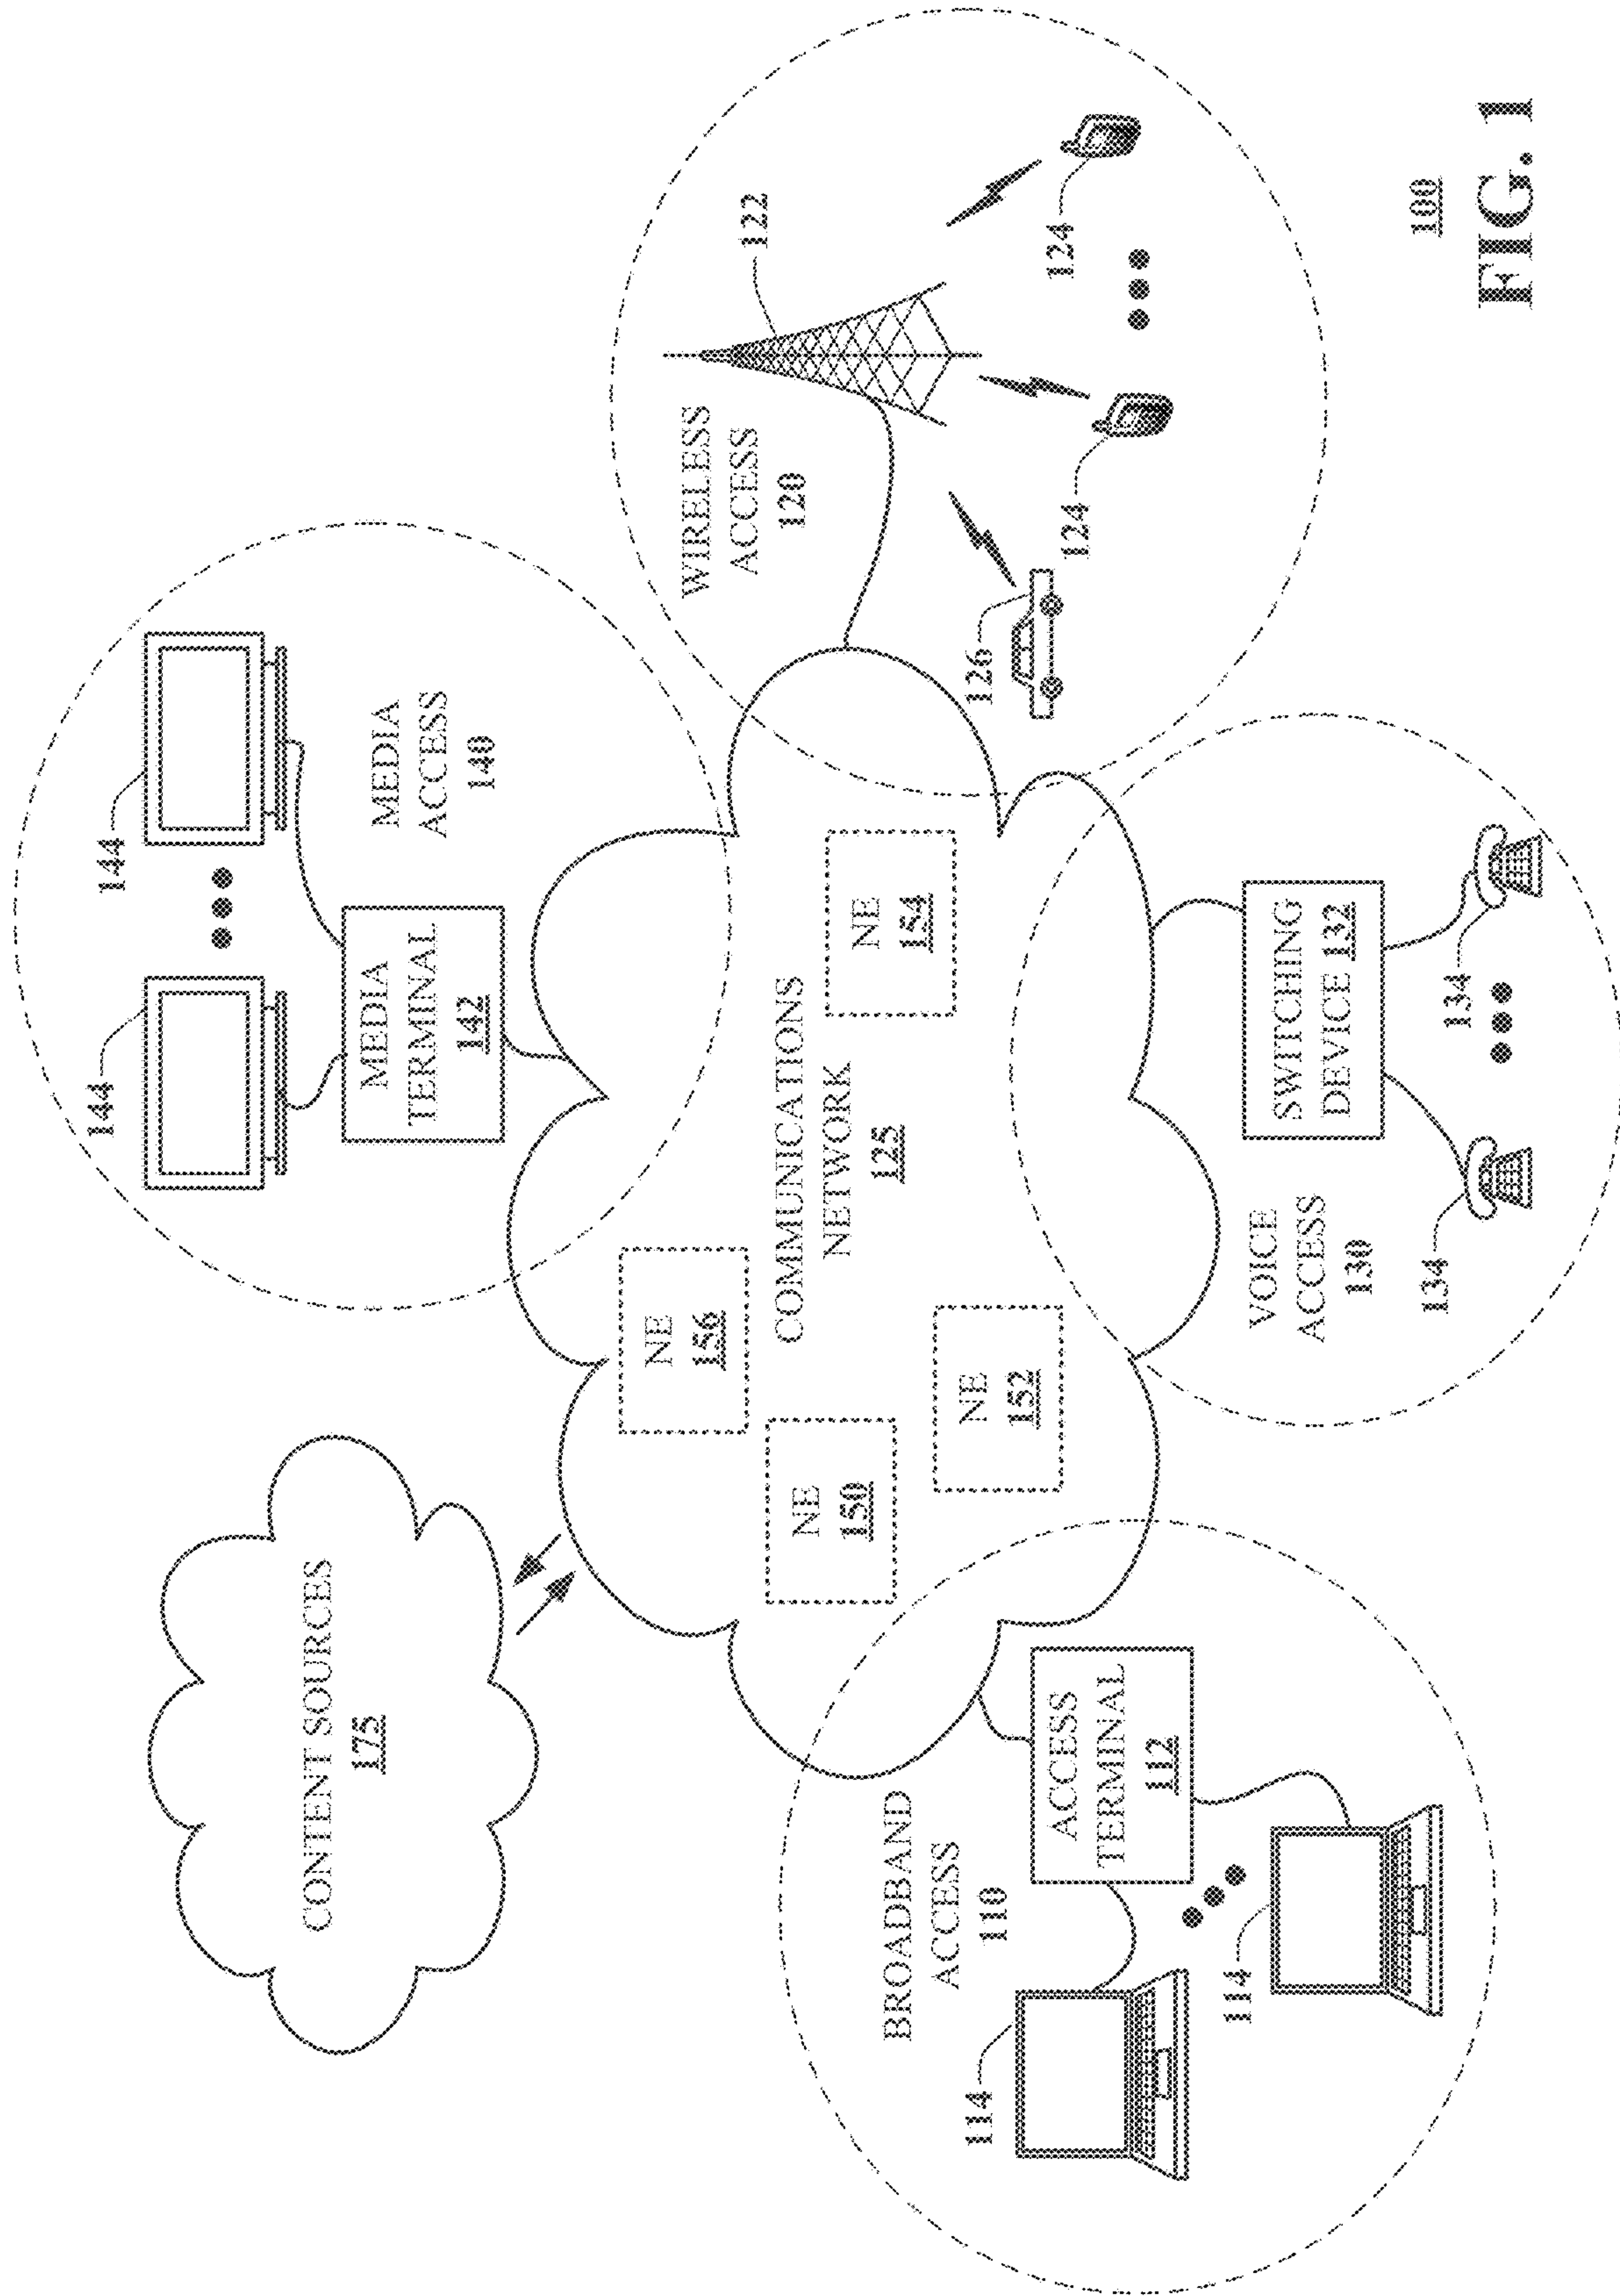 144
144
CONTENT SOURCES
175
MEDIA
TERMINAL
142
MEDIA
ACCESS
140
NE
156
NE
150
NE
152
NE
154
COMMUNICATIONS
NETWORK
125
WIRELESS
ACCESS
120
122
124
124
126
BROADBAND
ACCESS
110
ACCESS
TERMINAL
112
114
114
VOICE
ACCESS
130
SWITCHING
DEVICE 132
134
134
100
FIG. 1